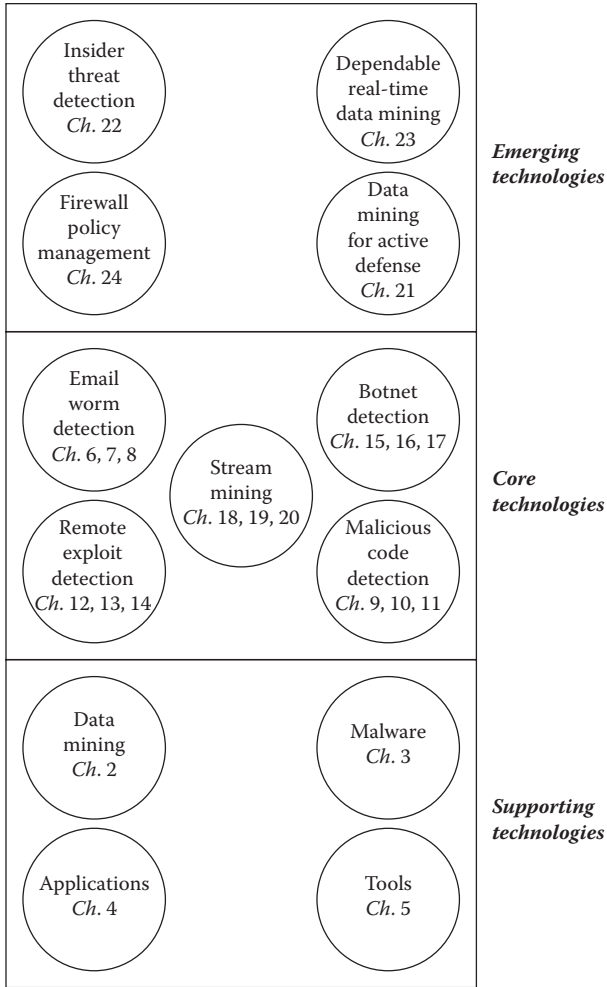 Insider
threat
detection
Ch. 22
Dependable
real-time
data mining
Ch. 23
Firewall
policy
management
Ch. 24
Data
mining
for active
defense
Ch. 21
Emerging
technologies
Email
worm
detection
Ch. 6, 7, 8
Botnet
detection
Ch. 15, 16, 17
Stream
mining
Ch. 18, 19, 20
Remote
exploit
detection
Ch. 12, 13, 14
Malicious
code
detection
Ch. 9, 10, 11
Core
technologies
Data
mining
Ch. 2
Malware
Ch. 3
Applications
Ch. 4
Tools
Ch. 5
Supporting
technologies